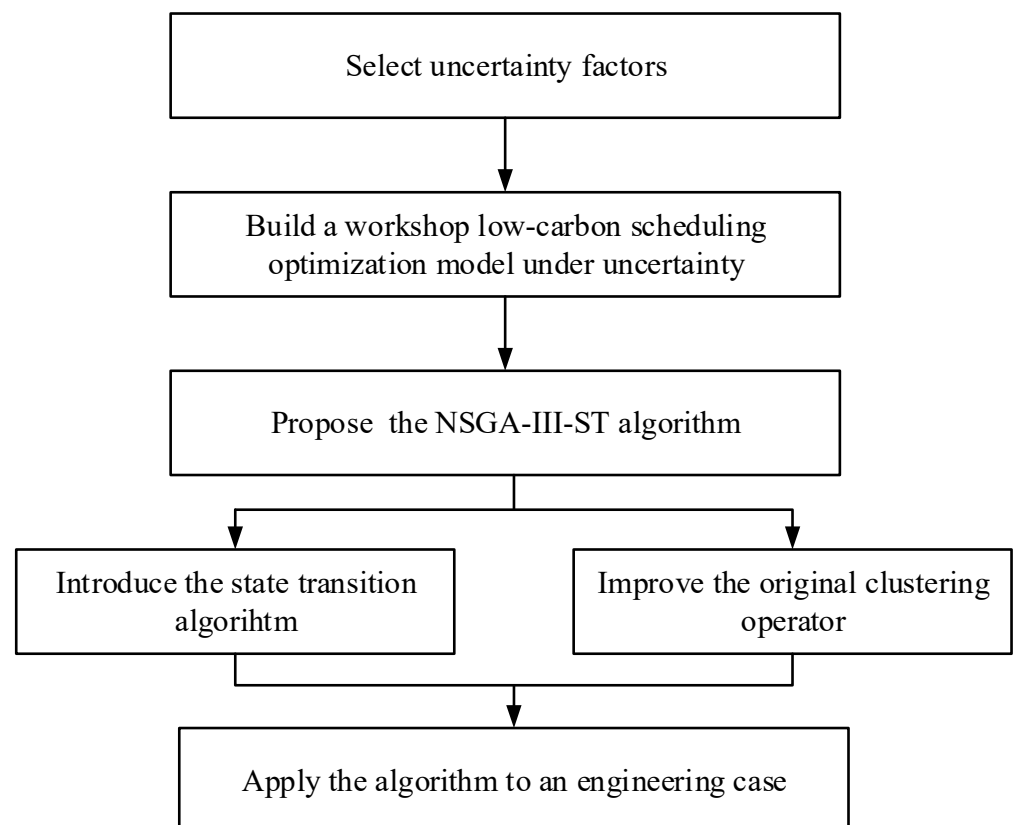 Select uncertainty factors
Build a workshop low-carbon scheduling
optimization model under uncertainty
Propose the NSGA-III-ST algorithm
Introduce the state transition
algorihtm
Improve the original clustering
operator
Apply the algorithm to an engineering case